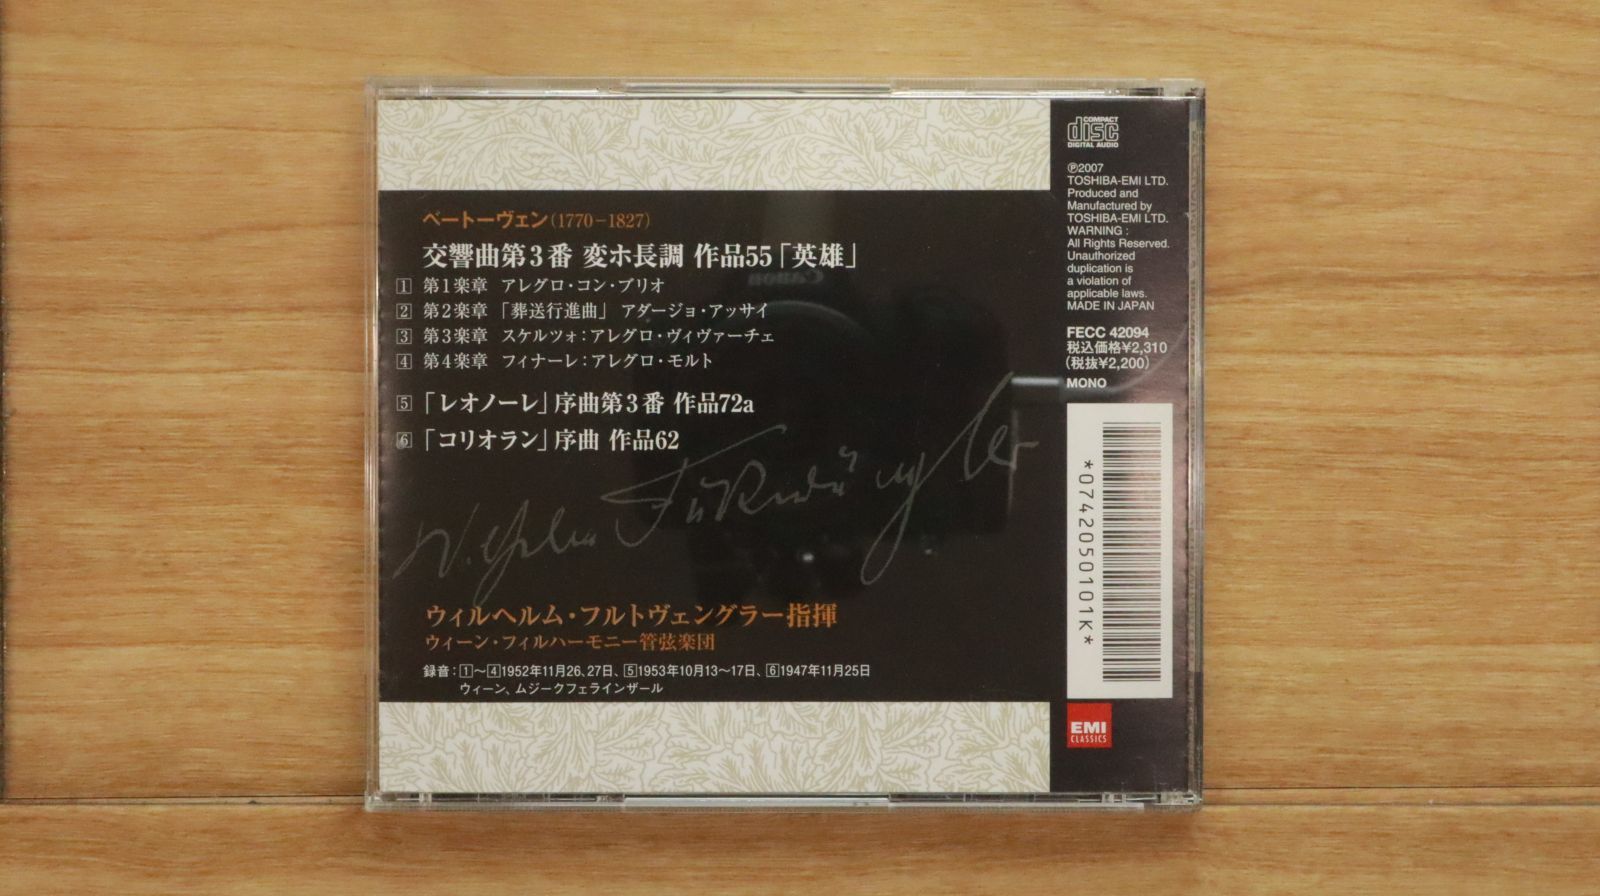 ベートーヴェン(1770−1827)
交響曲第3番 変ホ長調 作品55「英雄」
1 第1楽章 アレグロ・コン・ブリオ
2 第2楽章「葬送行進曲」 アダージョ・アッサイ
3 第3楽章 スケルツォ：アレグロ・ヴィヴァーチェ
4 第4楽章 フィナーレ：アレグロ・モルト
5「レオノーレ」序曲第3番 作品72a
6「コリオラン」序曲 作品62
ウィルヘルム・フルトヴェングラー指揮
ウィーン・フィルハーモニー管弦楽団
録音：1〜4 1952年11月26、27日、5 1953年10月13〜17日、6 1947年11月25日
ウィーン、ムジークフェラインザール
COMPACT
disc
DIGITAL AUDIO
℗2007
TOSHIBA-EMI LTD.
Produced and
Manufactured by
TOSHIBA-EMI LTD.
WARNING :
All Rights Reserved.
Unauthorized
duplication is
a violation of
applicable laws.
MADE IN JAPAN
FECC 42094
税込価格¥2,310
(税抜¥2,200)
MONO
*0742050101K*
EMI
CLASSICS
Canon